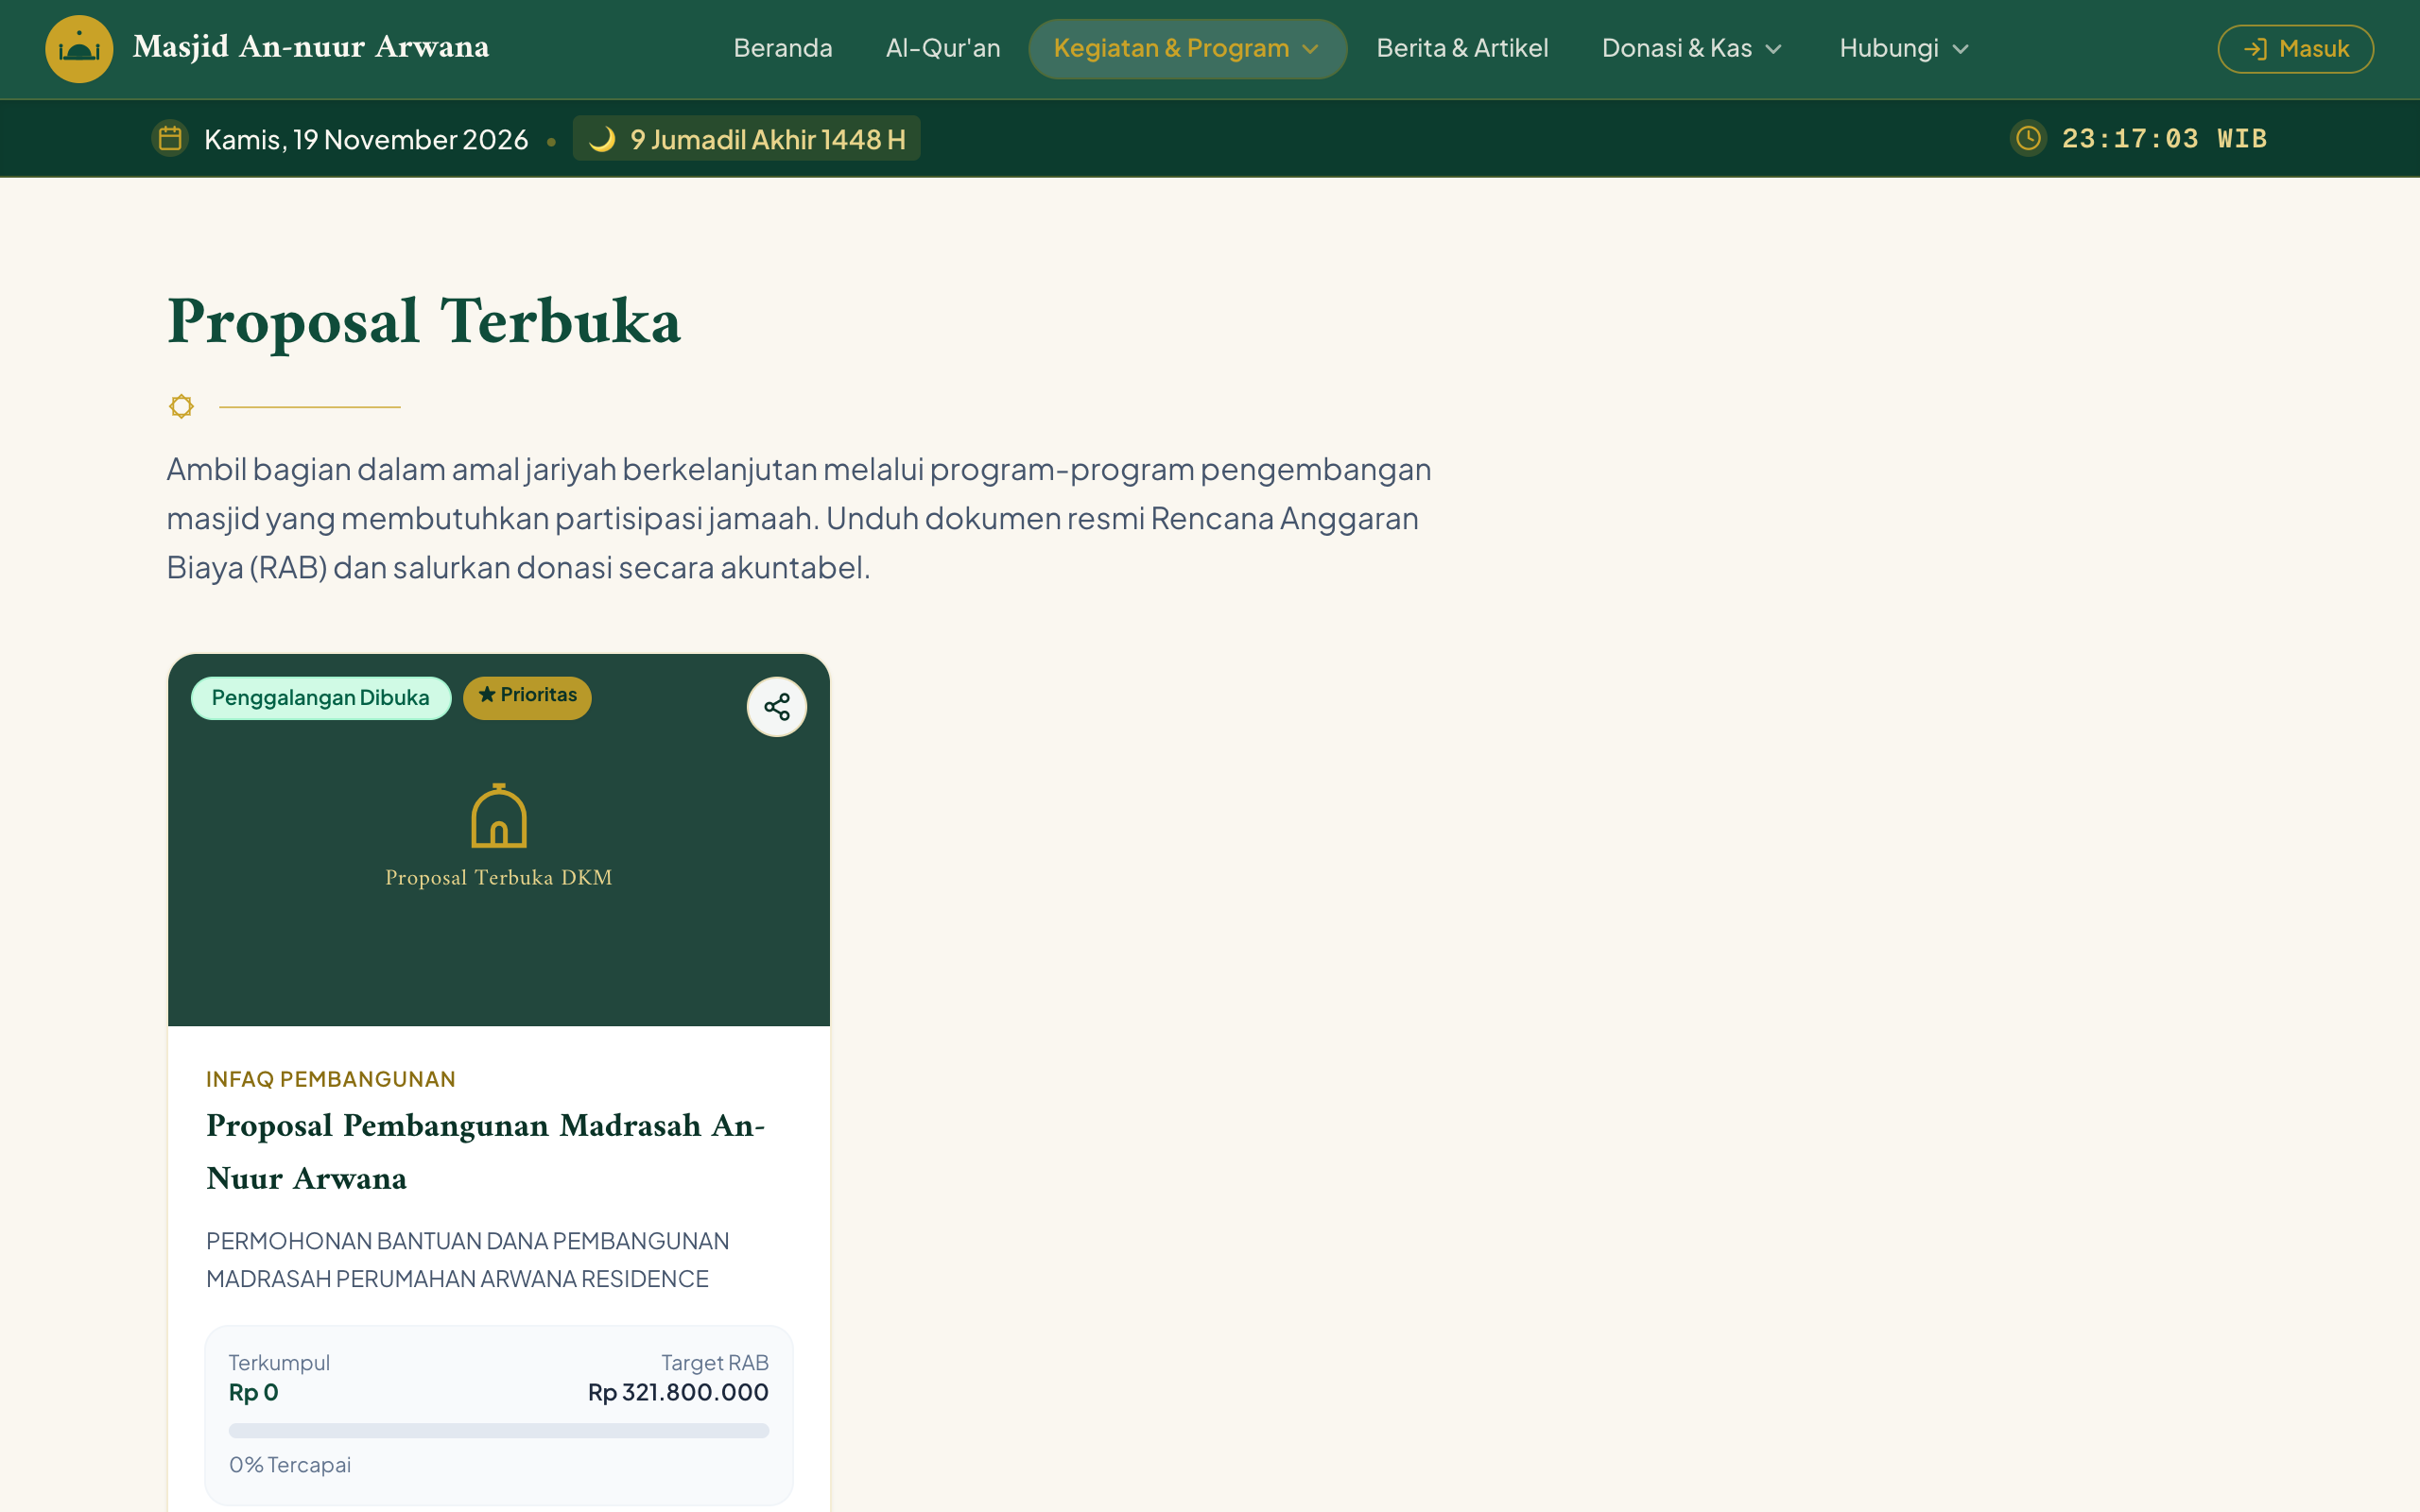 Masjid An-nuur Arwana
Beranda
Al-Qur'an
Kegiatan & Program
Berita & Artikel
Donasi & Kas
Hubungi
Masuk
Kamis, 19 November 2026 • 🌙 9 Jumadil Akhir 1448 H
23:17:03 WIB
Proposal Terbuka
Ambil bagian dalam amal jariyah berkelanjutan melalui program-program pengembangan
masjid yang membutuhkan partisipasi jamaah. Unduh dokumen resmi Rencana Anggaran
Biaya (RAB) dan salurkan donasi secara akuntabel.
Penggalangan Dibuka
★ Prioritas
Proposal Terbuka DKM
INFAQ PEMBANGUNAN
Proposal Pembangunan Madrasah An-
Nuur Arwana
PERMOHONAN BANTUAN DANA PEMBANGUNAN
MADRASAH PERUMAHAN ARWANA RESIDENCE
Terkumpul
Target RAB
Rp 0
Rp 321.800.000
0% Tercapai